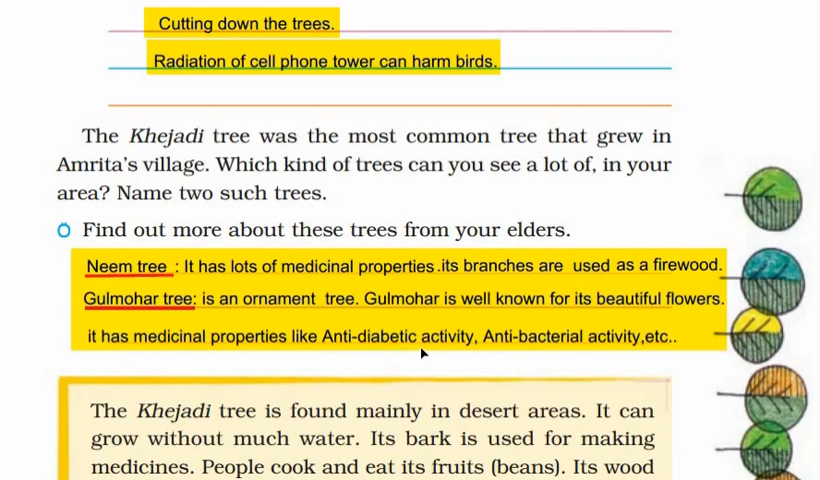 Cutting down the trees.
Radiation of cell phone tower can harm birds.
The Khejadi tree was the most common tree that grew in
Amrita's village. Which kind of trees can you see a lot of, in your
area? Name two such trees.
Find out more about these trees from your elders.
Neem tree : It has lots of medicinal properties .its branches are used as a firewood.
Gulmohar tree: is an ornament tree. Gulmohar is well known for its beautiful flowers.
it has medicinal properties like Anti-diabetic activity, Anti-bacterial activity,etc..
The Khejadi tree is found mainly in desert areas. It can
grow without much water. Its bark is used for making
medicines. People cook and eat its fruits (beans). Its wood